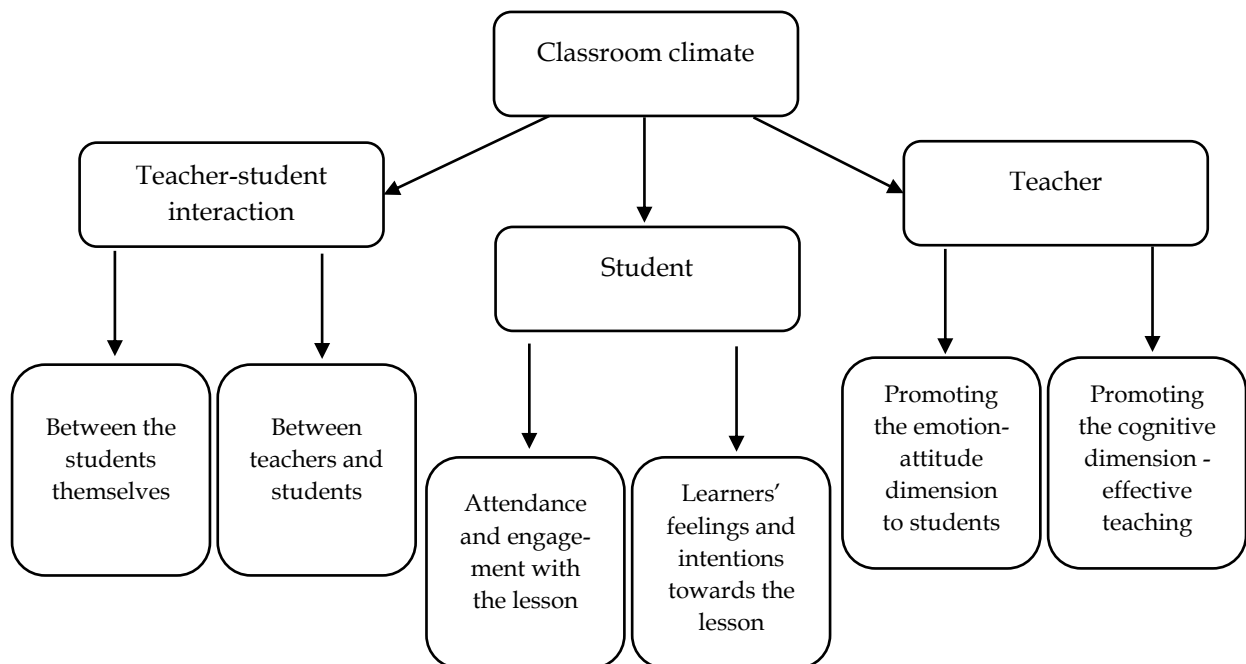 Classroom climate
Teacher-student
interaction
Teacher
Student
Between the
students
themselves
Between
teachers and
students
Attendance
and engage-
ment with
the lesson
Learners’
feelings and
intentions
towards the
lesson
Promoting
the emotion-
attitude
dimension
to students
Promoting
the cognitive
dimension -
effective
teaching